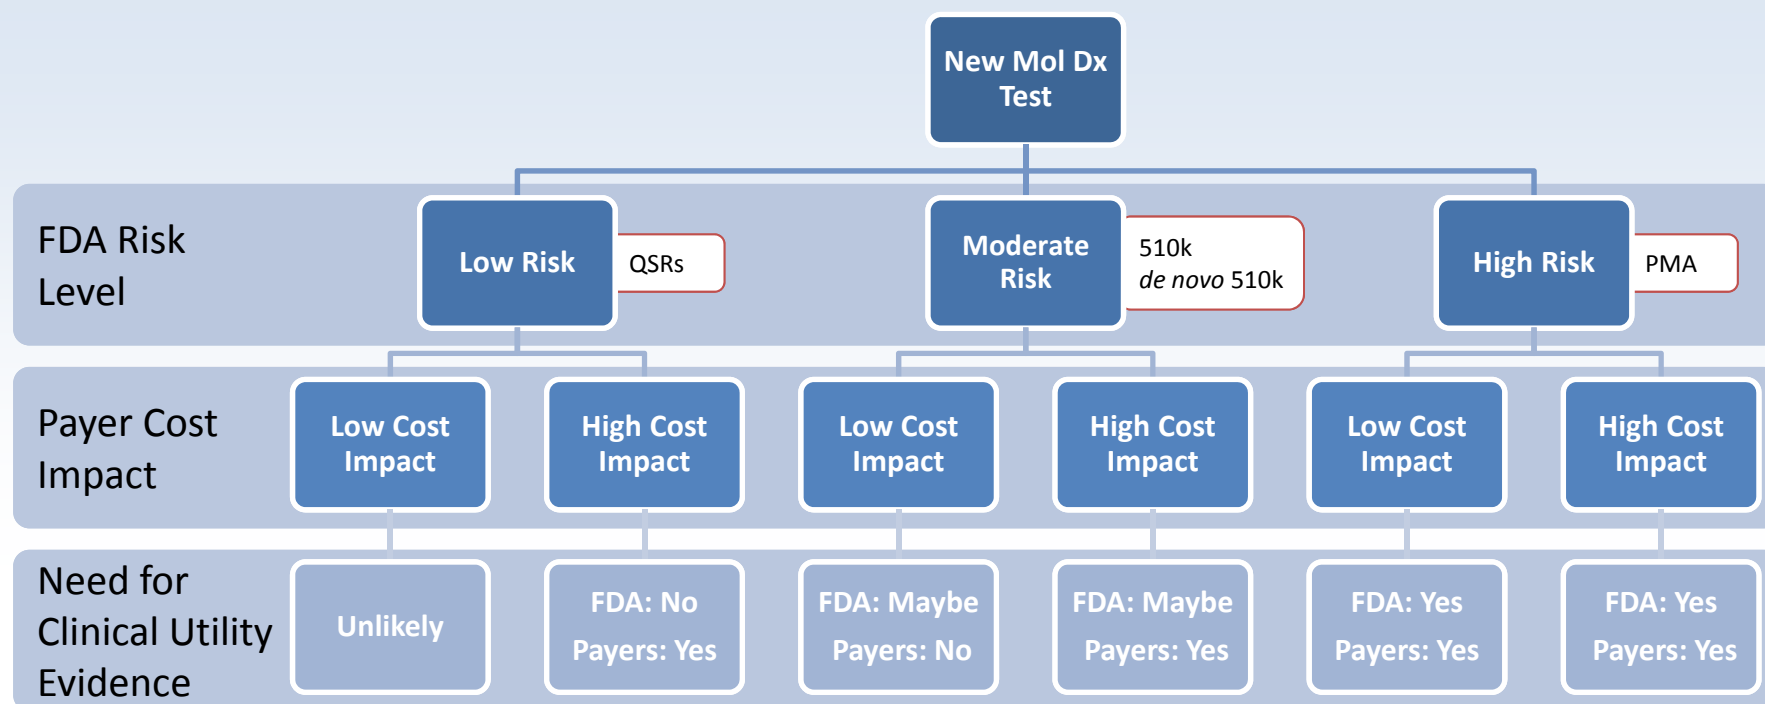 New Mol Dx
Test
FDA Risk
Level
Low Risk
QSRs
Moderate
Risk
510k
de novo 510k
High Risk
PMA
Payer Cost
Impact
Low Cost
Impact
High Cost
Impact
Low Cost
Impact
High Cost
Impact
Low Cost
Impact
High Cost
Impact
Need for
Clinical Utility
Evidence
Unlikely
FDA: No
Payers: Yes
FDA: Maybe
Payers: No
FDA: Maybe
Payers: Yes
FDA: Yes
Payers: Yes
FDA: Yes
Payers: Yes